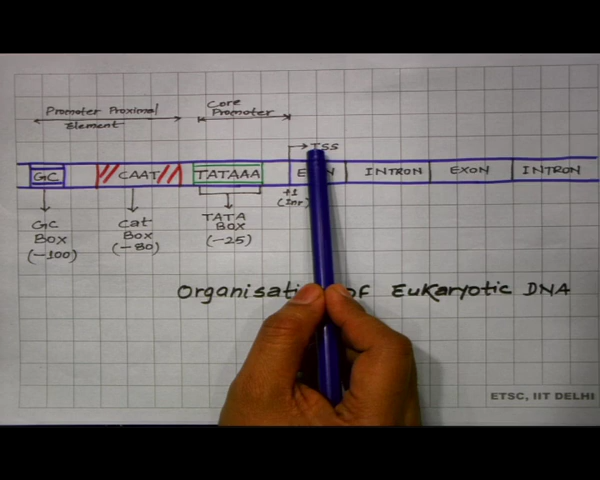 Promoter Proximal
Element
Core
Promoter
TSS
GC
CAAT
TATAAA
INTRON
EXON
INTRON
+1
(Inr)
GC
BOX
(-100)
Cat
Box
(-80)
TATA
BOX
(-25)
of Eukaryotic DNA
ETSC, IIT DELHI